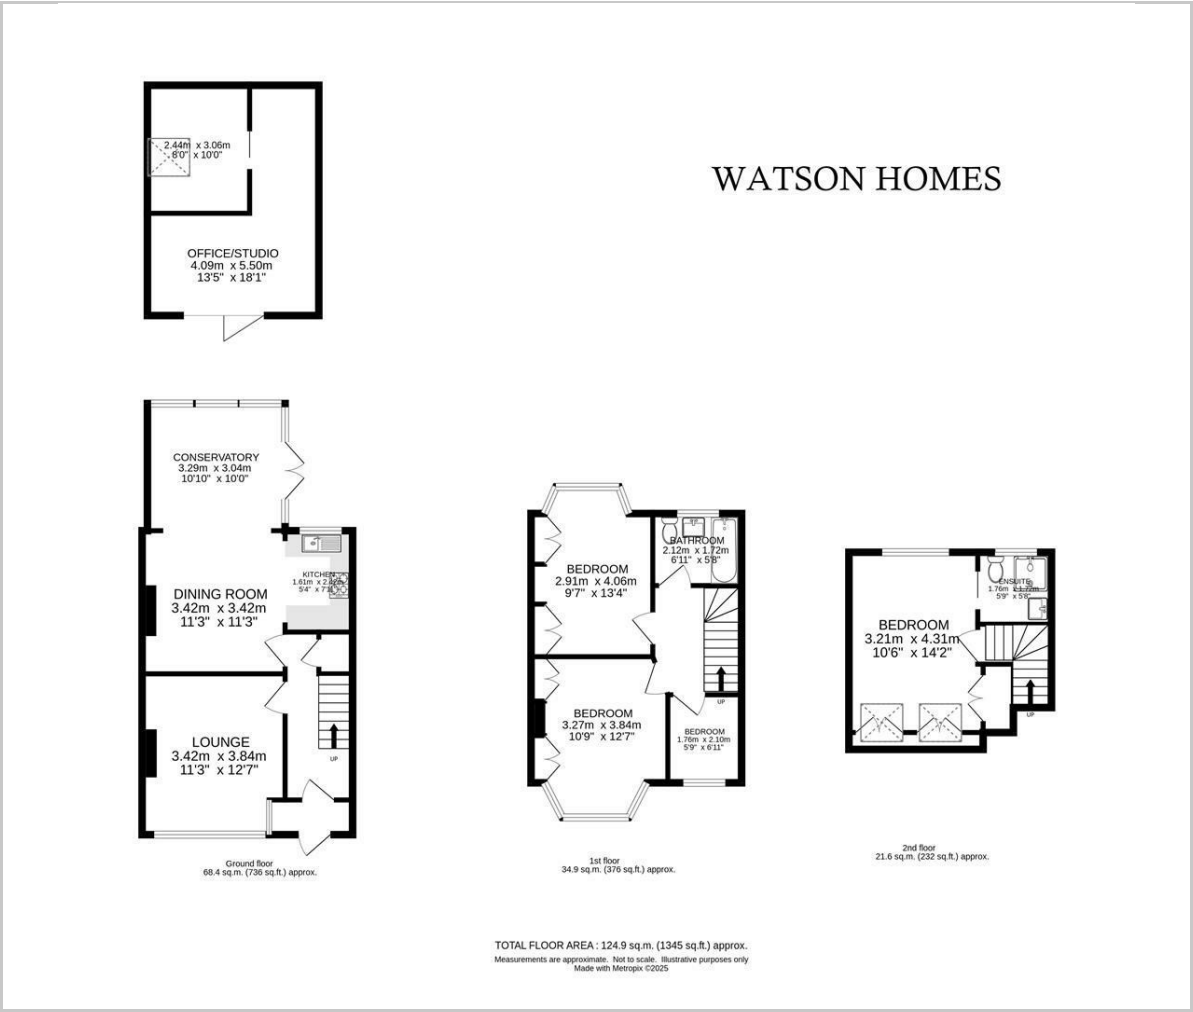 2.44m x 3.06m
8'0" x 10'0"
WATSON HOMES
OFFICE/STUDIO
4.09m x 5.50m
13'5" x 18'1"
CONSERVATORY
3.29m x 3.04m
10'10" x 10'0"
KITCHEN
1.61m x
5'4" x
DINING ROOM
3.42m x 3.42m
11'3" x 11'3"
LOUNGE
3.42m x 3.84m
11'3" x 12'7"
UP
Ground floor
68.4 sq.m. (736 sq.ft.) approx.
BATHROOM
2.12m x 1.72m
6'11" x 5'8"
BEDROOM
2.91m x 4.06m
9'7" x 13'4"
UP
BEDROOM
3.27m x 3.84m
10'9" x 12'7"
BEDROOM
1.76m x 2.10m
5'9" x 6'11"
1st floor
34.9 sq.m. (376 sq.ft.) approx.
ENSUITE
1.76m x
5'9" x 5'8"
BEDROOM
3.21m x 4.31m
10'6" x 14'2"
UP
2nd floor
21.6 sq.m. (232 sq.ft.) approx.
TOTAL FLOOR AREA : 124.9 sq.m. (1345 sq.ft.) approx.
Measurements are approximate. Not to scale. Illustrative purposes only
Made with Metropix ©2025